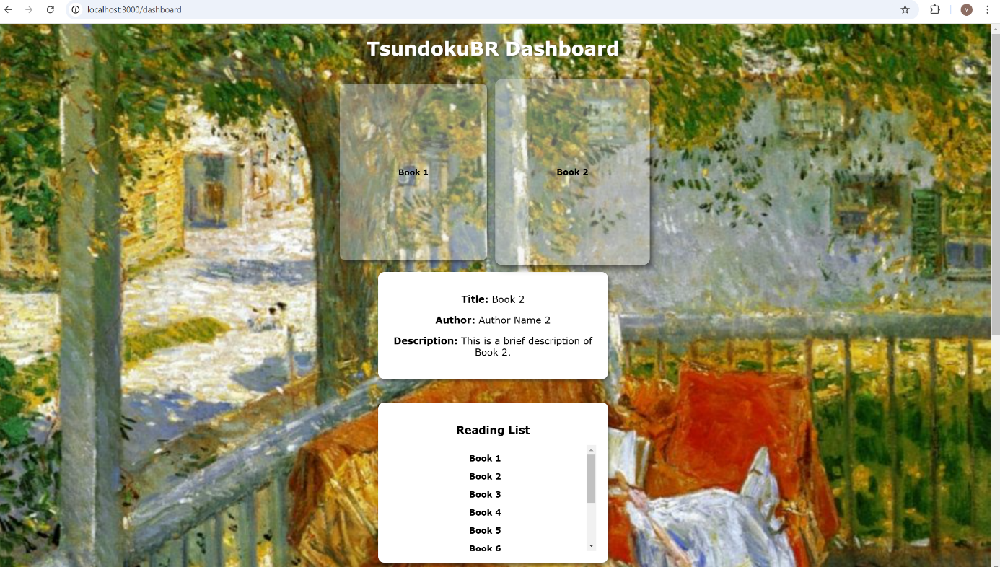 localhost:3000/dashboard
V
TsundokuBR Dashboard
Book 1
Book 2
Title: Book 2
Author: Author Name 2
Description: This is a brief description of
Book 2.
Reading List
Book 1
Book 2
Book 3
Book 4
Book 5
Book 6